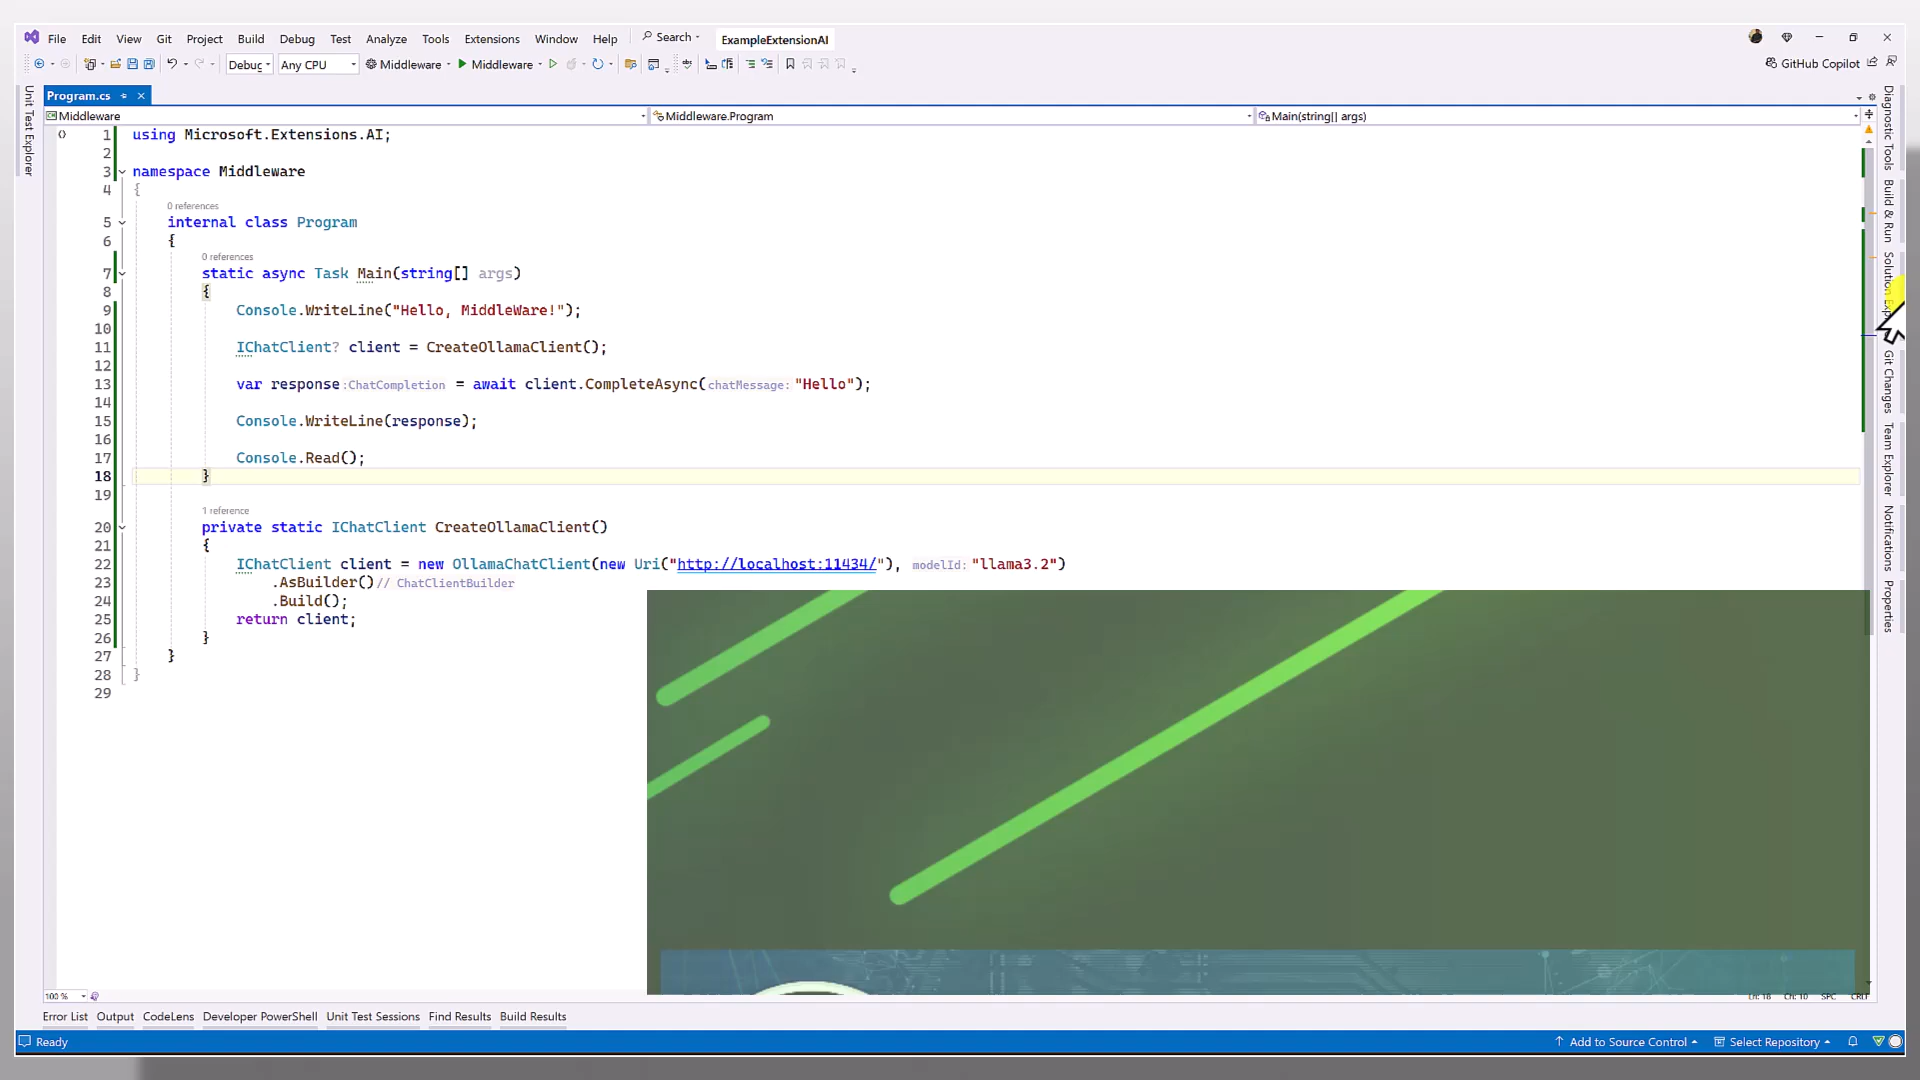 File Edit View Git Project Build Debug Test Analyze Tools Extensions Window Help Search ExampleExtensionAI
Debug Any CPU Middleware Middleware GitHub Copilot
Program.cs
Middleware Middleware.Program Main(string[] args)
1 using Microsoft.Extensions.AI;
2
3 namespace Middleware
4 {
0 references
5 internal class Program
6 {
0 references
7 static async Task Main(string[] args)
8 {
9 Console.WriteLine("Hello, MiddleWare!");
10
11 IChatClient? client = CreateOllamaClient();
12
13 var response:ChatCompletion = await client.CompleteAsync(chatMessage:"Hello");
14
15 Console.WriteLine(response);
16
17 Console.Read();
18 }
19
1 reference
20 private static IChatClient CreateOllamaClient()
21 {
22 IChatClient client = new OllamaChatClient(new Uri("http://localhost:11434/"), modelId:"llama3.2")
23 .AsBuilder()// ChatClientBuilder
24 .Build();
25 return client;
26 }
27 }
28 }
29
Unit Test Explorer
Diagnostic Tools
Build & Run
Git Changes
Team Explorer
Notifications
Properties
100 %
Ln: 18 Ch: 10 SPC CRLF
Error List Output CodeLens Developer PowerShell Unit Test Sessions Find Results Build Results
Ready Add to Source Control Select Repository